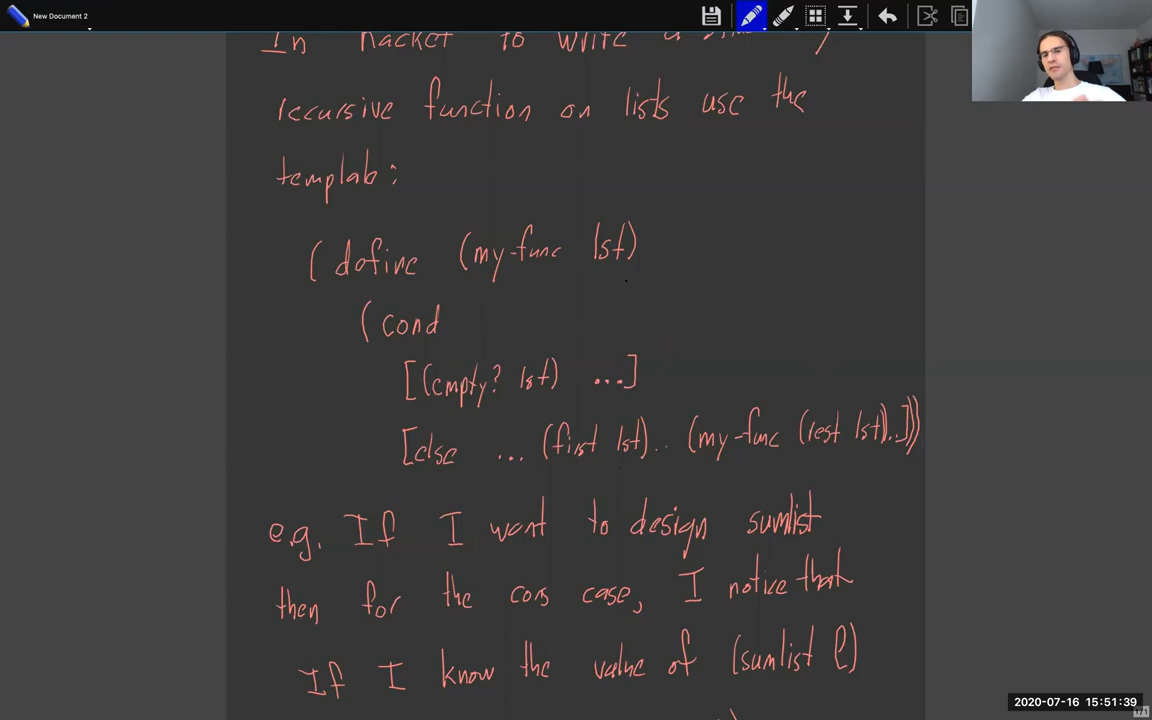 New Document 2
In Racket to write a
recursive function on lists use the
templab:
(define (my-func lst)
(cond
[(empty? lst) ...]
[else ... (first lst).. (my-func (rest lst)..]))
e.g. If I want to design sumlist
then for the cons case, I notice that
If I know the value of (sumlist l)
2020-07-16 15:51:39